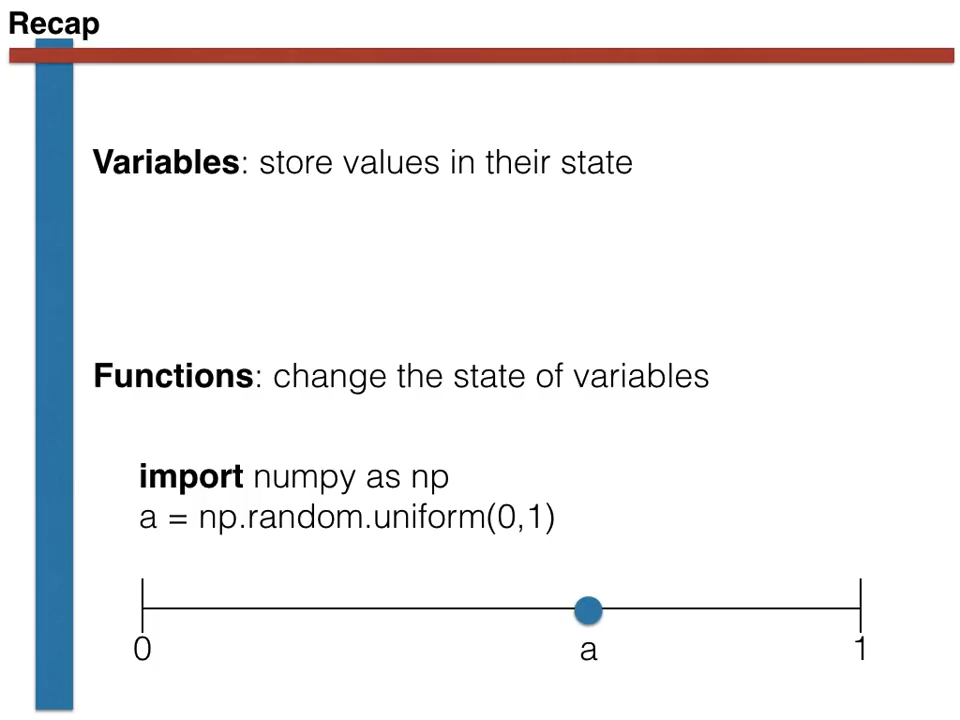 Recap
Variables: store values in their state
Functions: change the state of variables
import numpy as np
a = np.random.uniform(0,1)
0 a 1